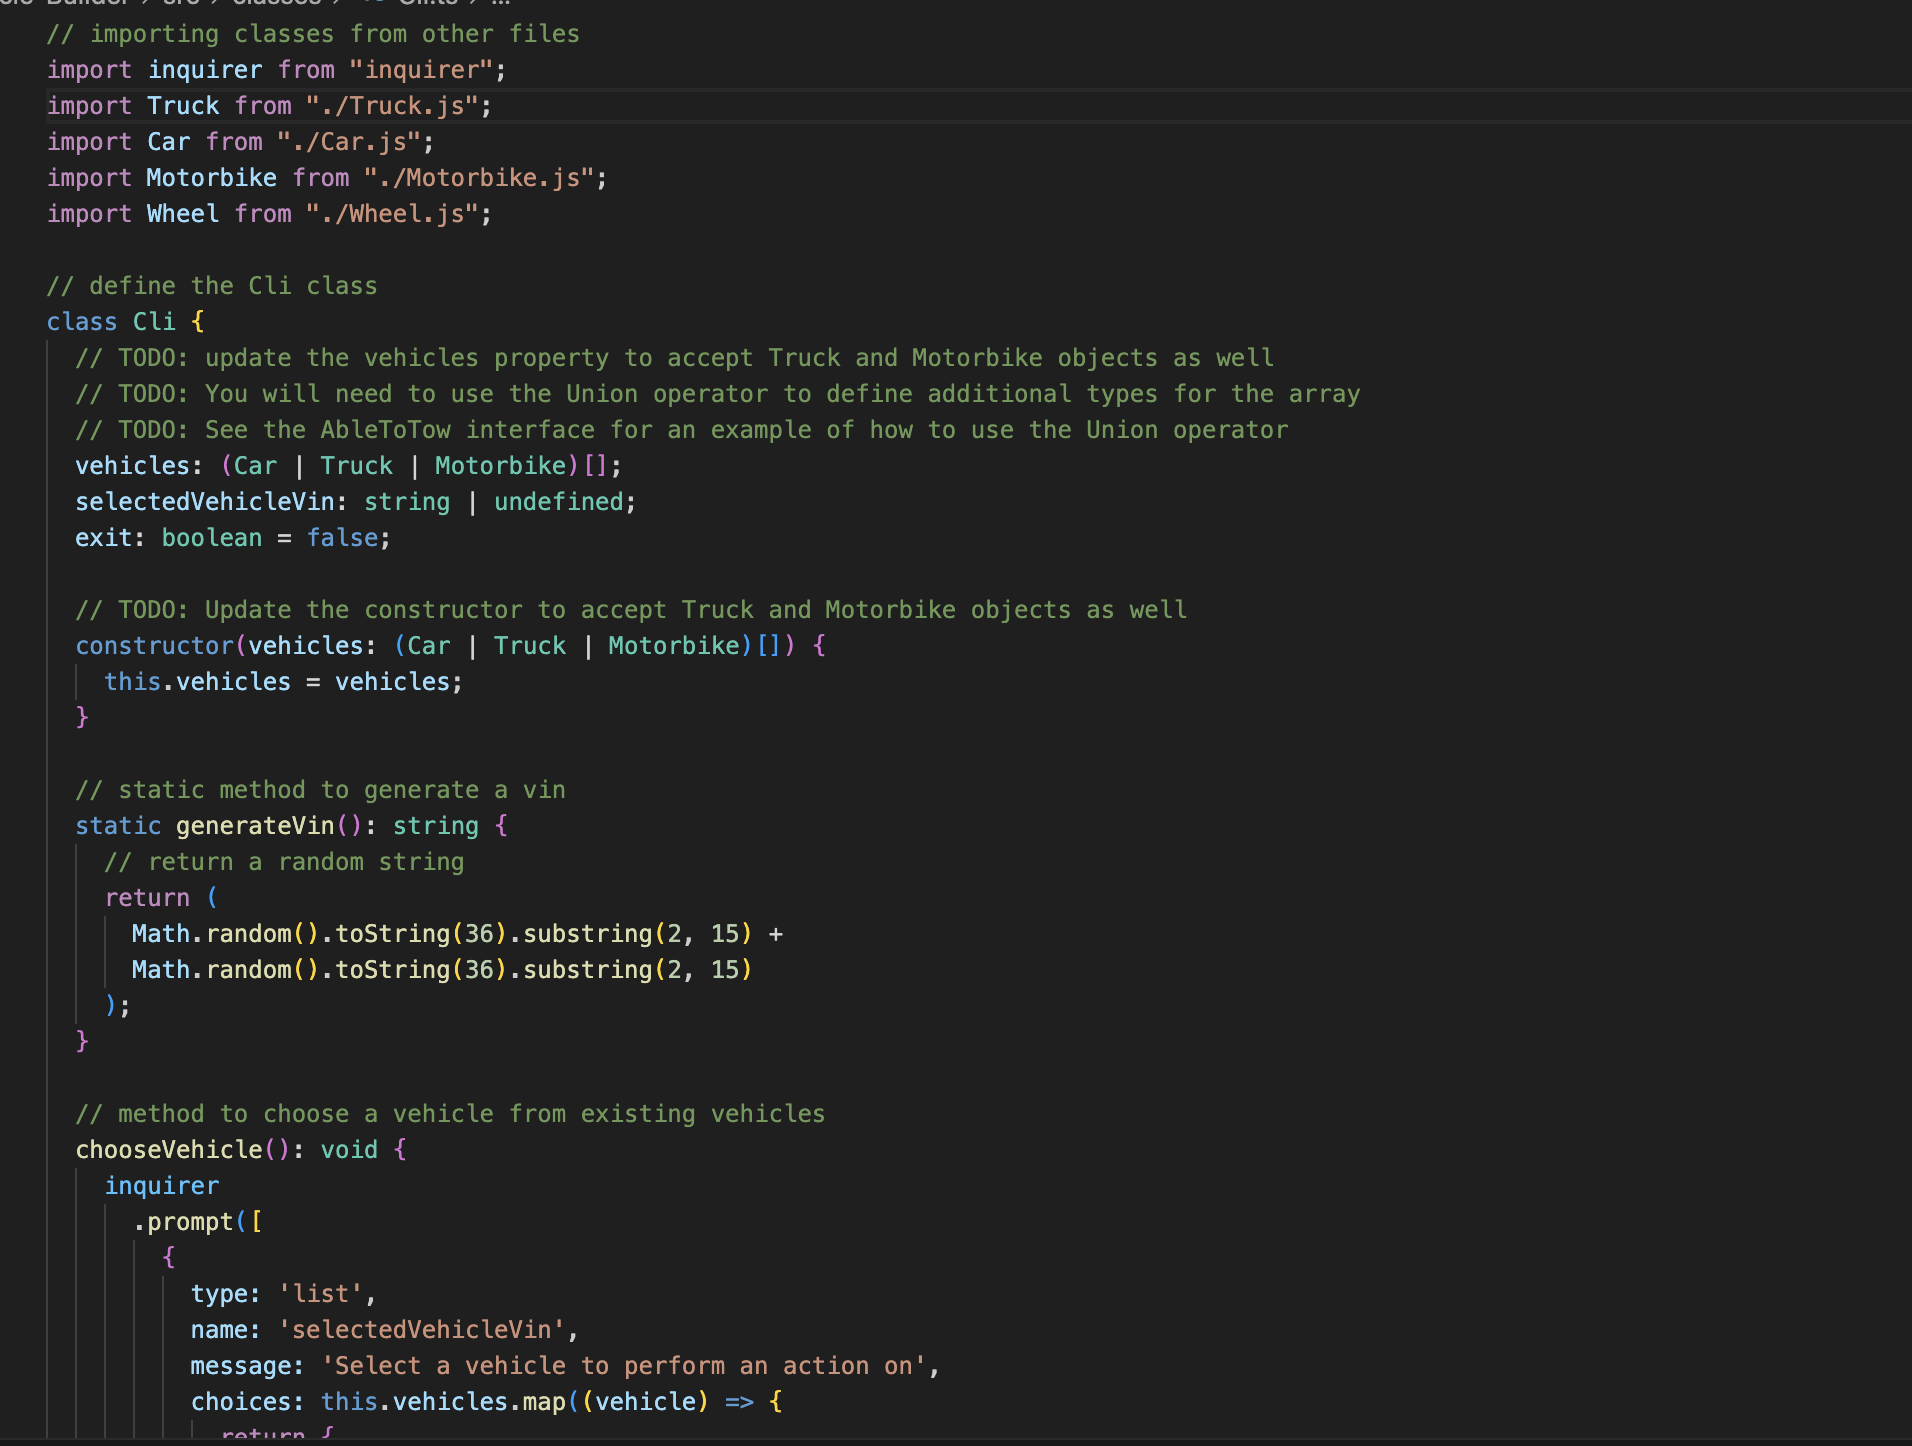 // importing classes from other files
import inquirer from "inquirer";
import Truck from "./Truck.js";
import Car from "./Car.js";
import Motorbike from "./Motorbike.js";
import Wheel from "./Wheel.js";
// define the Cli class
class Cli {
// TODO: update the vehicles property to accept Truck and Motorbike objects as well
// TODO: You will need to use the Union operator to define additional types for the array
// TODO: See the AbleToTow interface for an example of how to use the Union operator
vehicles: (Car | Truck | Motorbike)[];
selectedVehicleVin: string | undefined;
exit: boolean = false;
// TODO: Update the constructor to accept Truck and Motorbike objects as well
constructor(vehicles: (Car | Truck | Motorbike)[]) {
this.vehicles = vehicles;
}
// static method to generate a vin
static generateVin(): string {
// return a random string
return (
Math.random().toString(36).substring(2, 15) +
Math.random().toString(36).substring(2, 15)
);
}
// method to choose a vehicle from existing vehicles
chooseVehicle(): void {
inquirer
.prompt([
{
type: 'list',
name: 'selectedVehicleVin',
message: 'Select a vehicle to perform an action on',
choices: this.vehicles.map((vehicle) => {
return {